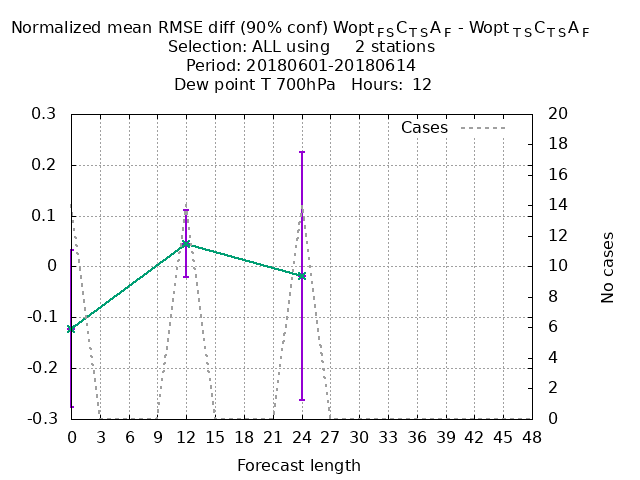 Normalized mean RMSE diff (90% conf) Wopt FS C TS A F - Wopt TS C TS A F
Selection: ALL using 2 stations
Period: 20180601-20180614
Dew point T 700hPa Hours: 12
Cases
0.3
0.2
0.1
0
-0.1
-0.2
-0.3
20
18
16
14
12
10
8
6
4
2
0
No cases
0 3 6 9 12 15 18 21 24 27 30 33 36 39 42 45 48
Forecast length